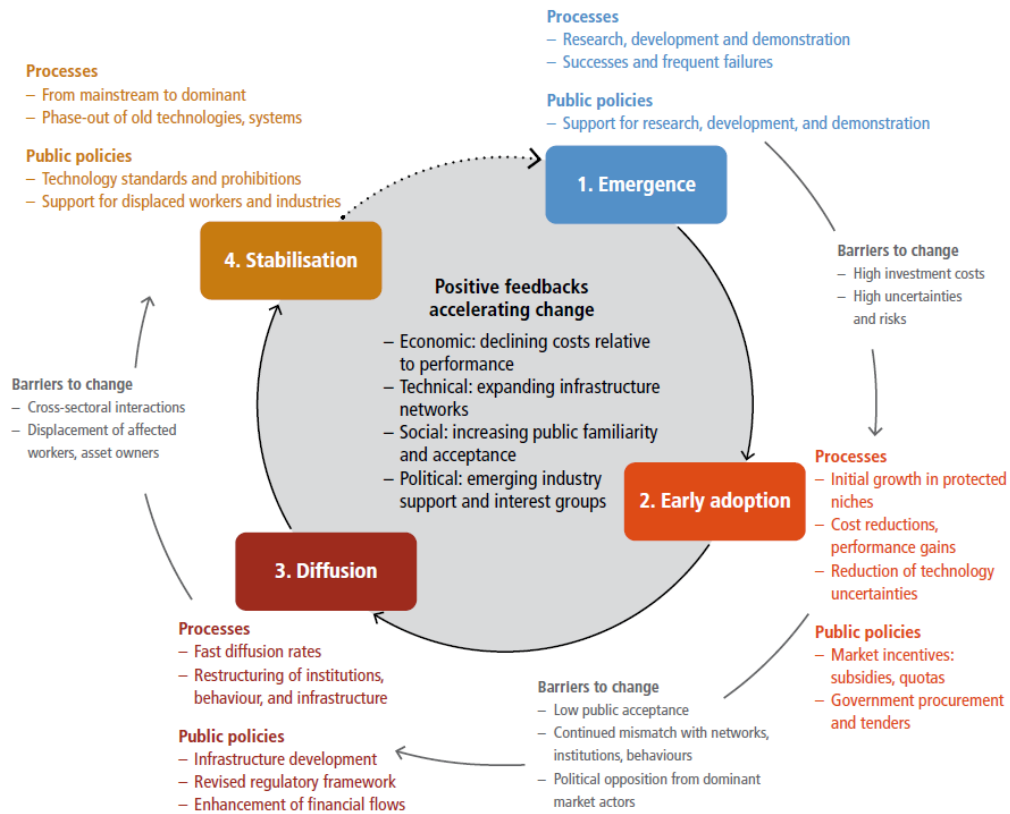 Processes
– Research, development and demonstration
– Successes and frequent failures
Public policies
– Support for research, development, and demonstration
1. Emergence
Barriers to change
– High investment costs
– High uncertainties
and risks
Processes
– Initial growth in protected
niches
– Cost reductions,
performance gains
– Reduction of technology
uncertainties
Public policies
– Market incentives:
subsidies, quotas
– Government procurement
and tenders
2. Early adoption
Barriers to change
– Low public acceptance
– Continued mismatch with networks,
institutions, behaviours
– Political opposition from dominant
market actors
3. Diffusion
Processes
– Fast diffusion rates
– Restructuring of institutions,
behaviour, and infrastructure
Public policies
– Infrastructure development
– Revised regulatory framework
– Enhancement of financial flows
Barriers to change
– Cross-sectoral interactions
– Displacement of affected
workers, asset owners
Processes
– From mainstream to dominant
– Phase-out of old technologies, systems
Public policies
– Technology standards and prohibitions
– Support for displaced workers and industries
4. Stabilisation
Positive feedbacks
accelerating change
– Economic: declining costs relative
to performance
– Technical: expanding infrastructure
networks
– Social: increasing public familiarity
and acceptance
– Political: emerging industry
support and interest groups